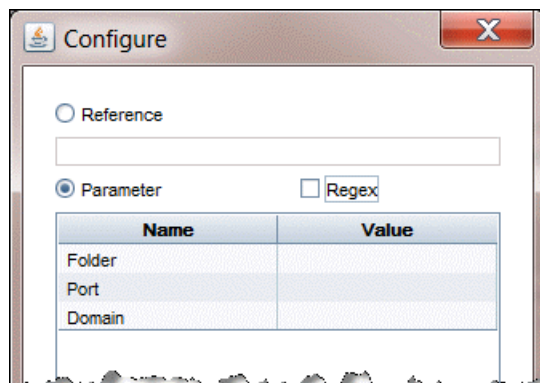 Configure
Reference
Parameter Regex
Name Value
Folder
Port
Domain